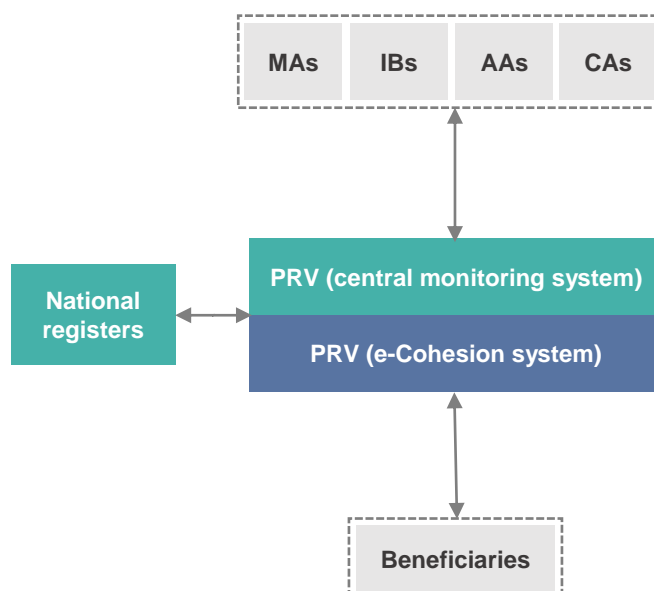 MAs
IBs
AAs
CAs
PRV (central monitoring system)
National
registers
PRV (e-Cohesion system)
Beneficiaries